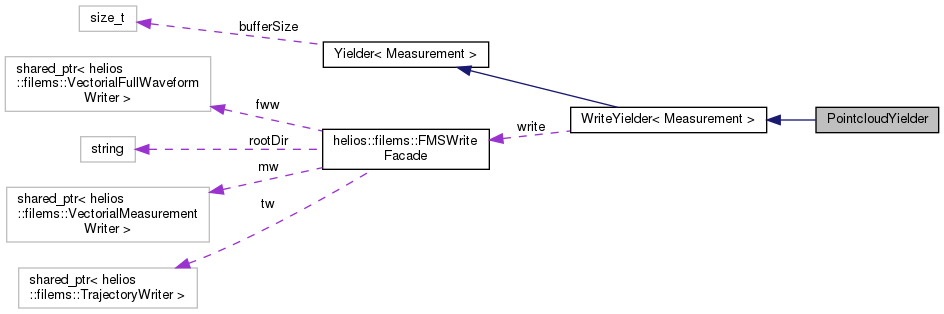 size_t
bufferSize
Yielder< Measurement >
shared_ptr< helios
::filems::VectorialFullWaveform
Writer >
fww
WriteYielder< Measurement >
PointcloudYielder
write
string
rootDir
helios::filems::FMSWrite
Facade
mw
shared_ptr< helios
::filems::VectorialMeasurement
Writer >
tw
shared_ptr< helios
::filems::TrajectoryWriter >